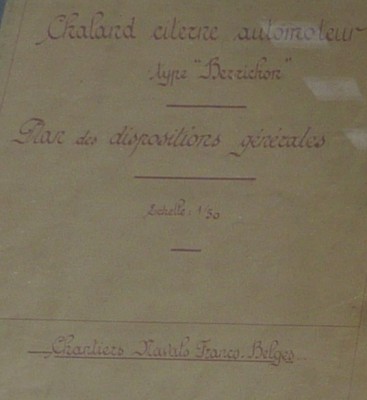 Chaland citerne automoteur
type "Berrichon"
Plan des dispositions générales
Echelle: 1/50
Chantiers Navals Franco-Belges